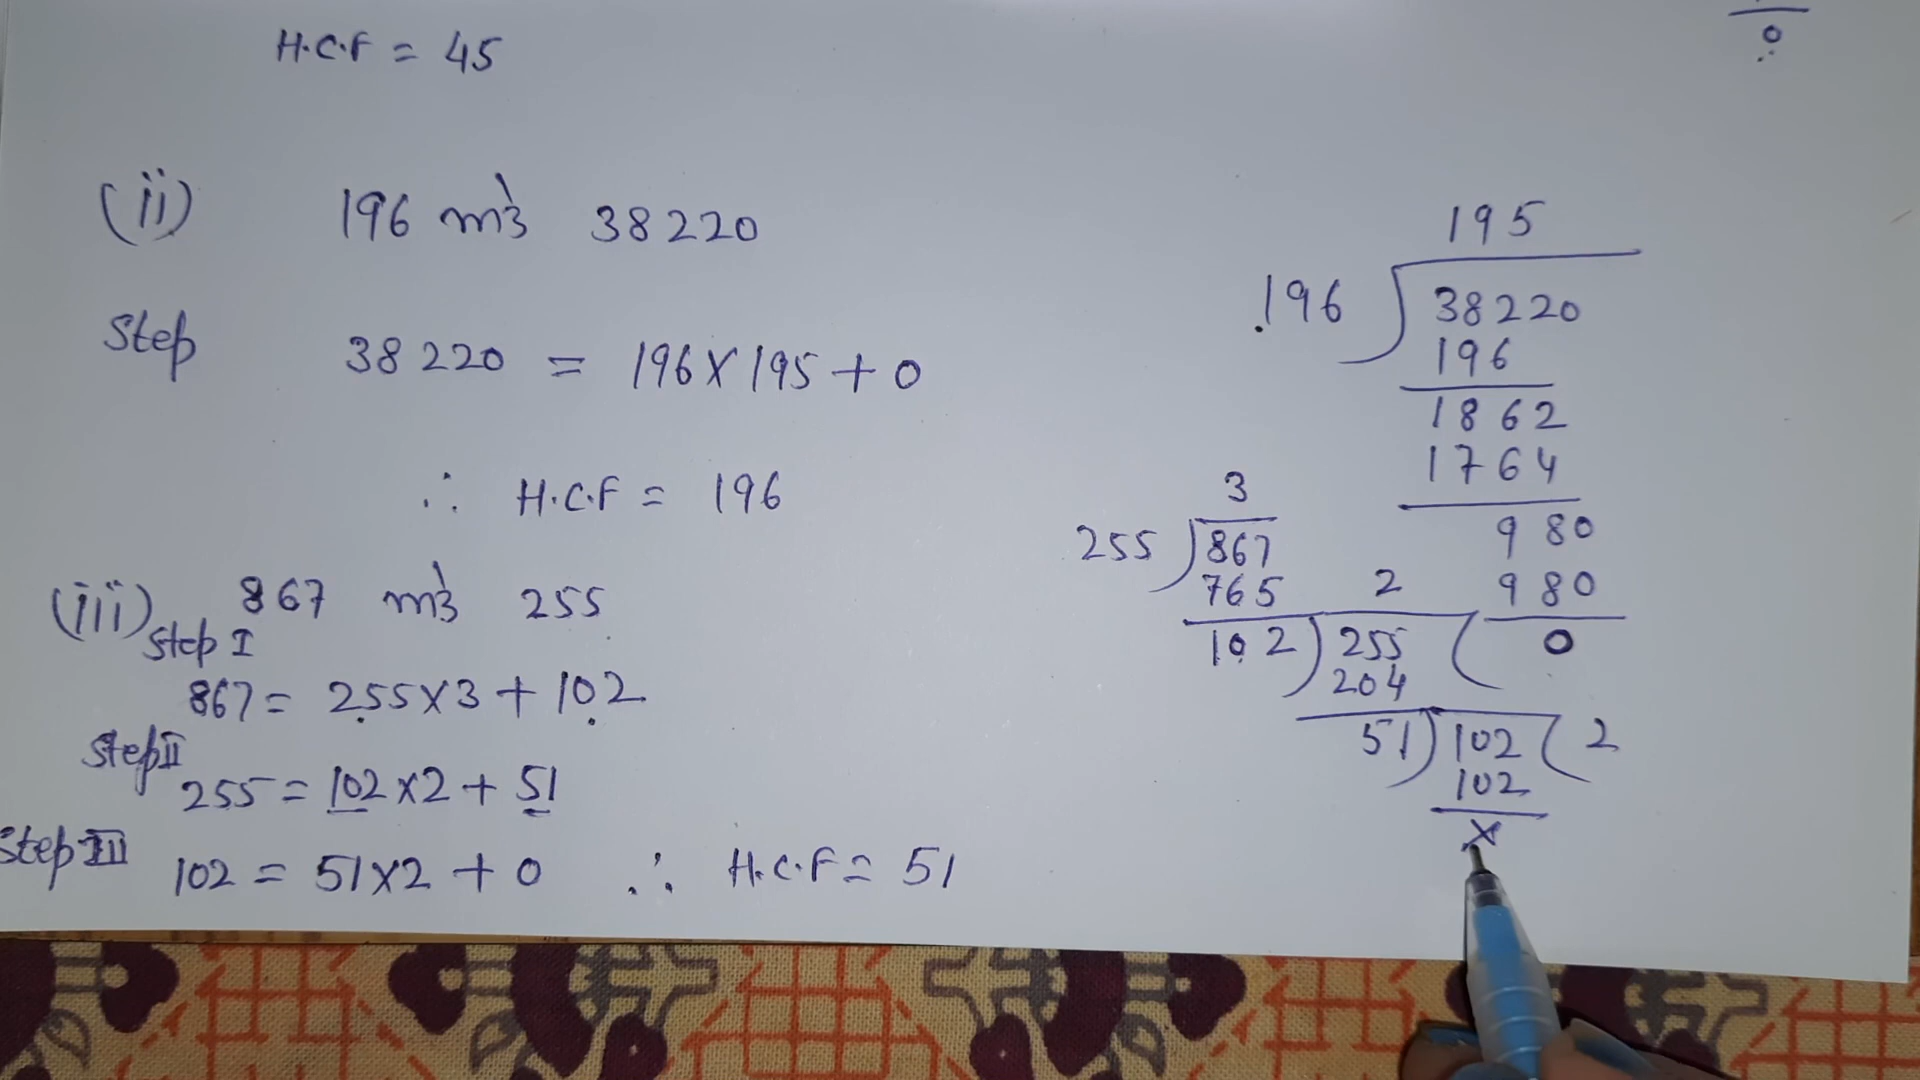 H.C.F = 45
0
(ii) 196 और 38220
Step 38220 = 196 X 195 + 0
∴ H.C.F = 196
195
196 ) 38220
196
1862
1764
980
980
0
(iii) 867 और 255
Step I
867 = 255 X 3 + 102
Step II
255 = 102 X 2 + 51
Step III 102 = 51 X 2 + 0 ∴ H.C.F = 51
3
255 ) 867
765 2
102 ) 255 (
204
51 ) 102 ( 2
102
X